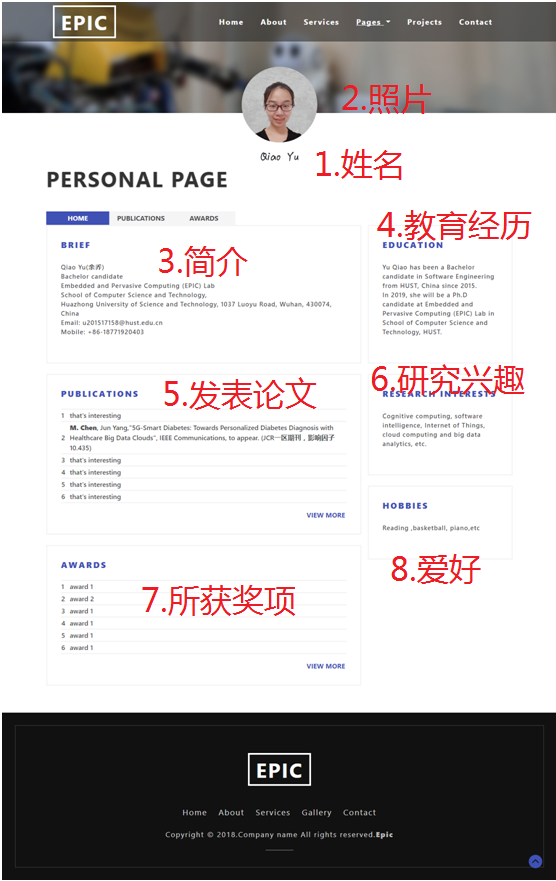 EPIC
Home About Services Pages Projects Contact
2.照片
Qiao Yu
1.姓名
PERSONAL PAGE
HOME PUBLICATIONS AWARDS
4.教育经历
BRIEF
3.简介
Qiao Yu(余乔)
Bachelor candidate
Embedded and Pervasive Computing (EPIC) Lab
School of Computer Science and Technology,
Huazhong University of Science and Technology, 1037 Luoyu Road, Wuhan, 430074,
China
Email: u201517158@hust.edu.cn
Mobile: +86-18771920403
EDUCATION
Yu Qiao has been a Bachelor
candidate in Software Engineering
from HUST, China since 2015.
In 2019, she will be a Ph.D
candidate at Embedded and
Pervasive Computing (EPIC) Lab in
School of Computer Science and
Technology, HUST.
6.研究兴趣
RESEARCH INTERESTS
Cognitive computing, software
intelligence, Internet of Things,
cloud computing and big data
analytics, etc.
PUBLICATIONS
5.发表论文
1 that's interesting
M. Chen, Jun Yang,"5G-Smart Diabetes: Towards Personalized Diabetes Diagnosis with
2 Healthcare Big Data Clouds", IEEE Communications, to appear. (JCR一区期刊，影响因子
10.435)
3 that's interesting
4 that's interesting
5 that's interesting
6 that's interesting
VIEW MORE
HOBBIES
Reading ,basketball, piano,etc
8.爱好
AWARDS
7.所获奖项
1 award 1
2 award 2
3 award 1
4 award 1
5 award 1
6 award 1
VIEW MORE
EPIC
Home About Services Gallery Contact
Copyright © 2018.Company name All rights reserved.Epic